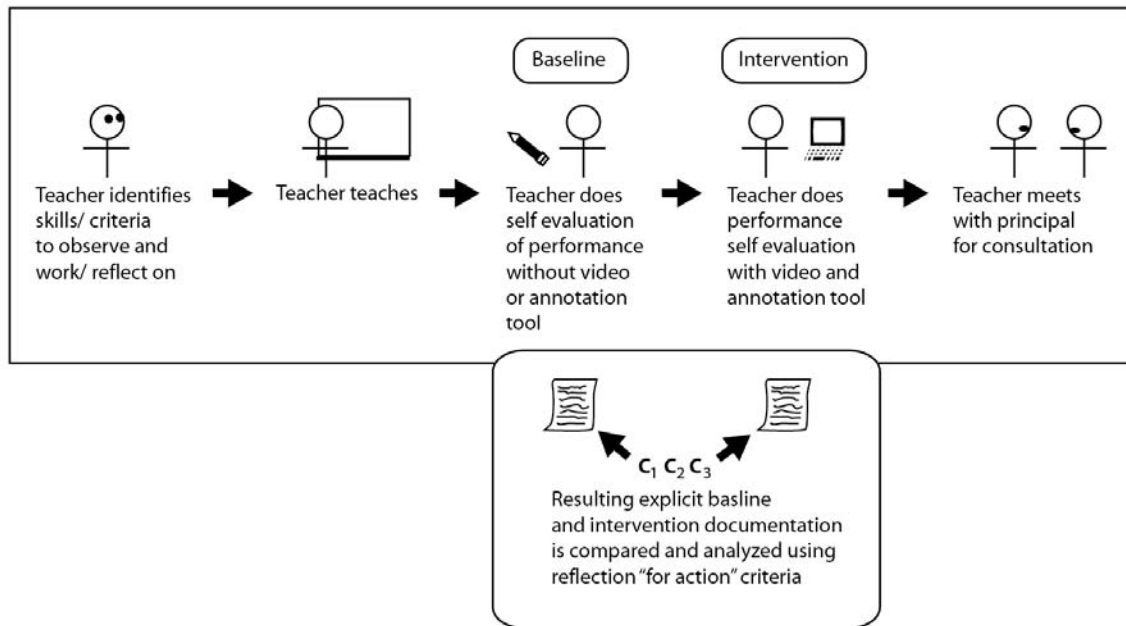 Baseline
Intervention
Teacher identifies
skills/ criteria
to observe and
work/ reflect on
Teacher teaches
Teacher does
self evaluation
of performance
without video
or annotation
tool
Teacher does
performance
self evaluation
with video and
annotation tool
Teacher meets
with principal
for consultation
C₁ C₂ C₃
Resulting explicit basline
and intervention documentation
is compared and analyzed using
reflection “for action” criteria